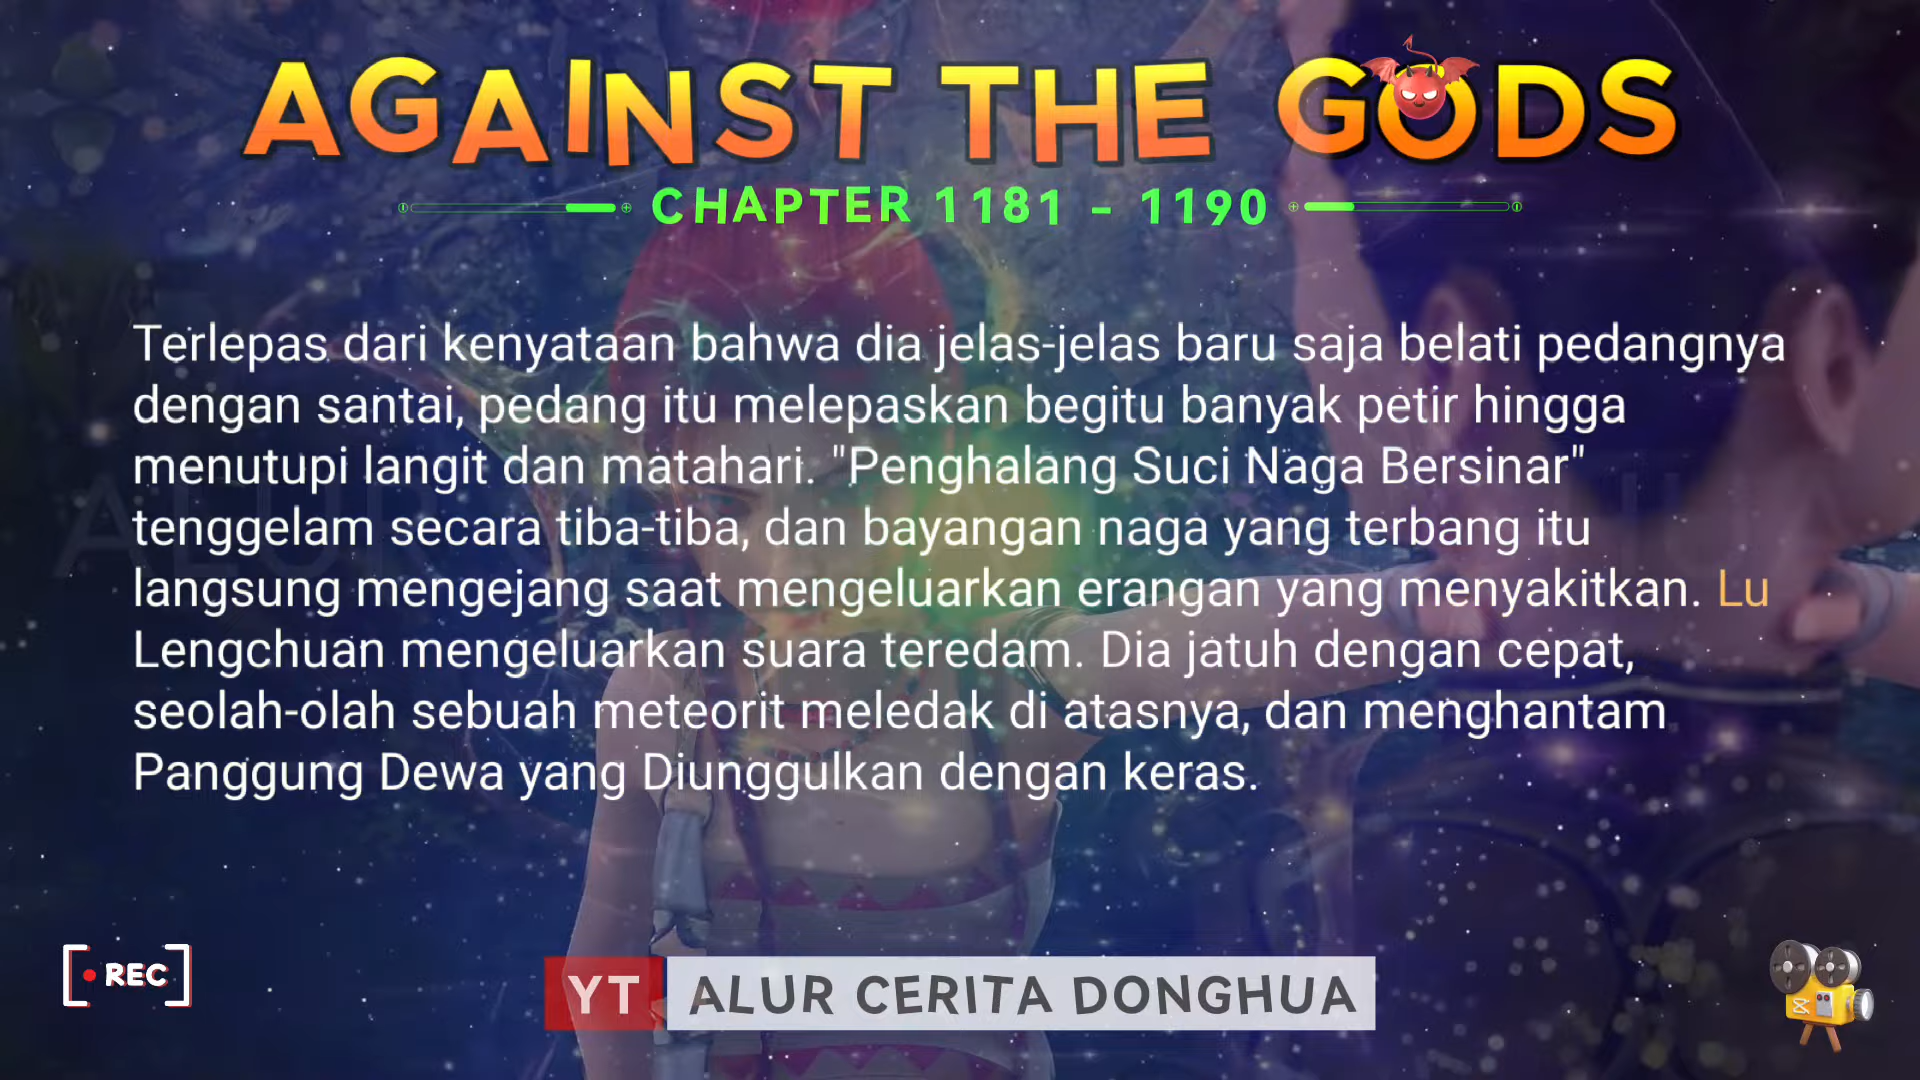 AGAINST THE GODS
CHAPTER 1181 - 1190
Terlepas dari kenyataan bahwa dia jelas-jelas baru saja belati pedangnya
dengan santai, pedang itu melepaskan begitu banyak petir hingga
menutupi langit dan matahari. "Penghalang Suci Naga Bersinar"
tenggelam secara tiba-tiba, dan bayangan naga yang terbang itu
langsung mengejang saat mengeluarkan erangan yang menyakitkan. Lu
Lengchuan mengeluarkan suara teredam. Dia jatuh dengan cepat,
seolah-olah sebuah meteorit meledak di atasnya, dan menghantam
Panggung Dewa yang Diunggulkan dengan keras.
REC
YT ALUR CERITA DONGHUA